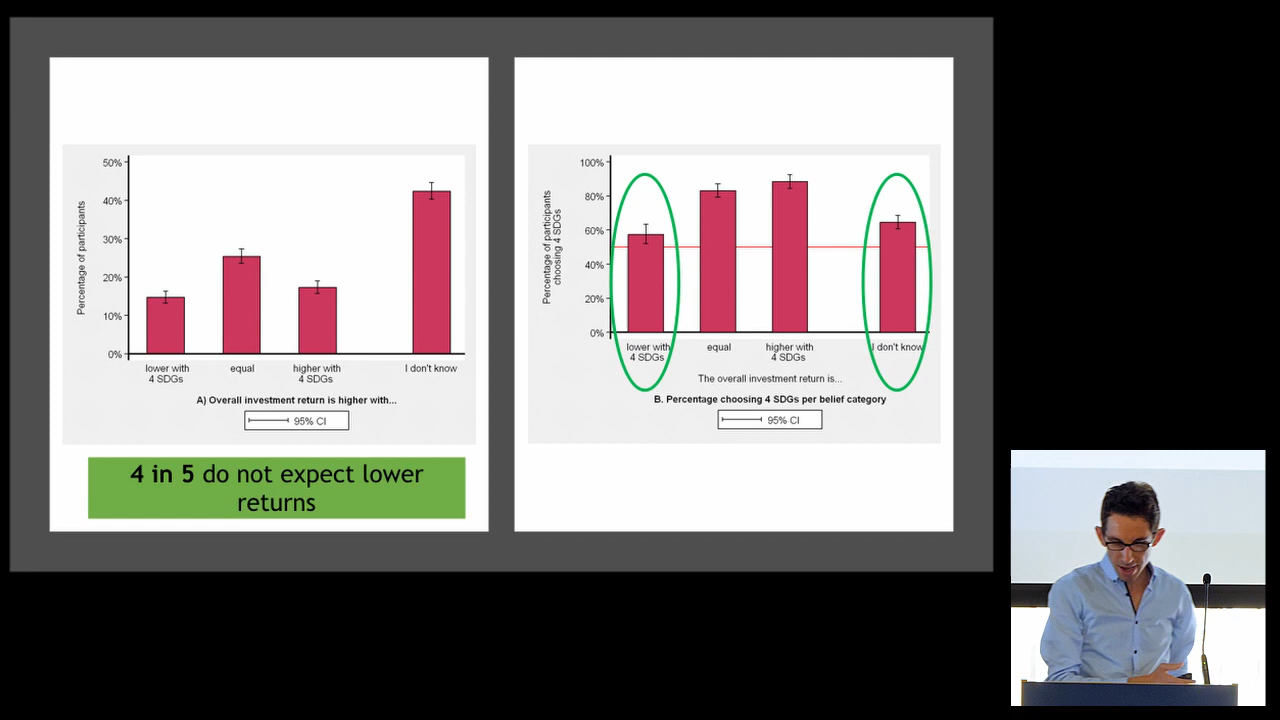 50%
40%
30%
20%
10%
0%
Percentage of participants
lower with
4 SDGs
equal
higher with
4 SDGs
I don't know
A) Overall investment return is higher with...
95% CI
4 in 5 do not expect lower
returns
100%
80%
60%
40%
20%
0%
Percentage of participants
choosing 4 SDGs
lower with
4 SDGs
equal
higher with
4 SDGs
I don't know
The overall investment return is...
B. Percentage choosing 4 SDGs per belief category
95% CI